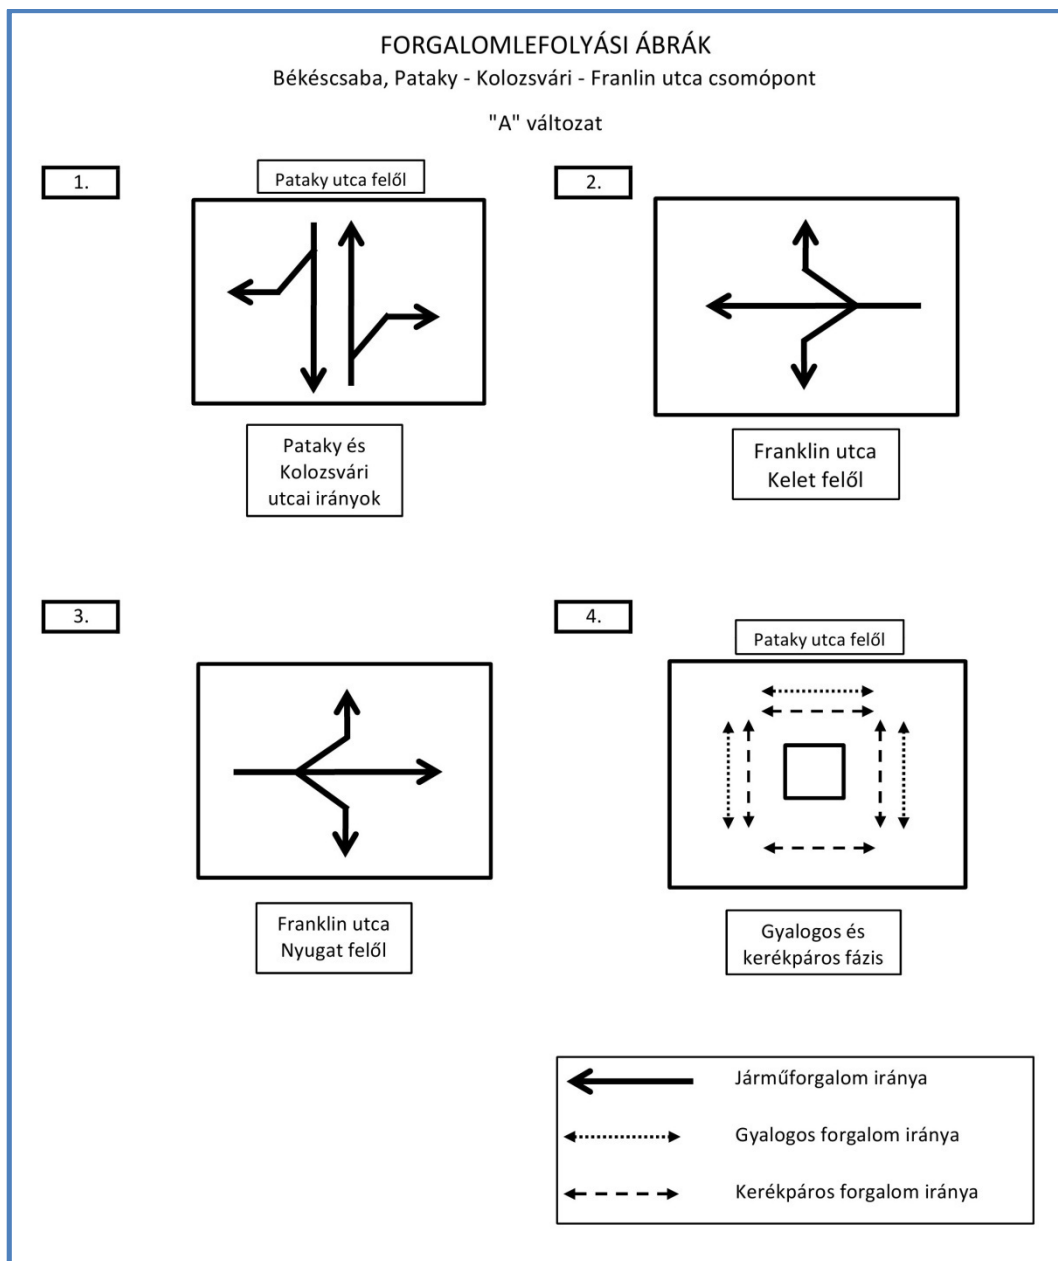 FORGALOMLEFOLYÁSI ÁBRÁK
Békéscsaba, Pataky - Kolozsvári - Franlin utca csomópont
"A" változat
1.
Pataky utca felől
Pataky és
Kolozsvári
utcai irányok
2.
Franklin utca
Kelet felől
3.
Franklin utca
Nyugat felől
4.
Pataky utca felől
Gyalogos és
kerékpáros fázis
Járműforgalom iránya
Gyalogos forgalom iránya
Kerékpáros forgalom iránya